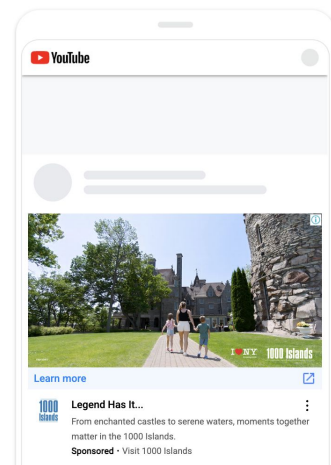 YouTube
I NY 1000 Islands
Learn more
1000
Islands
Legend Has It...
From enchanted castles to serene waters, moments together
matter in the 1000 Islands.
Sponsored • Visit 1000 Islands